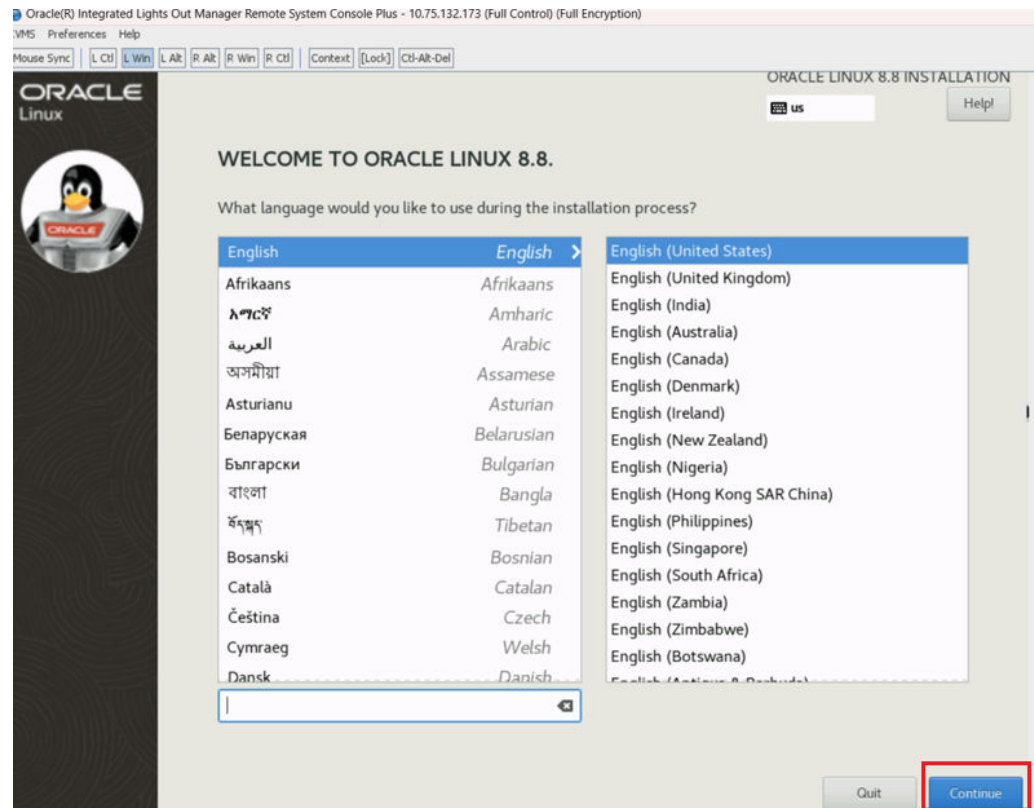 Oracle(R) Integrated Lights Out Manager Remote System Console Plus - 10.75.132.173 (Full Control) (Full Encryption)
KVMS Preferences Help
Mouse Sync L Ctl L Win L Alt R Alt R Win R Ctl Context [Lock] Ctl-Alt-Del
ORACLE
Linux
ORACLE
ORACLE LINUX 8.8 INSTALLATION
us Help!
WELCOME TO ORACLE LINUX 8.8.
What language would you like to use during the installation process?
English English
Afrikaans Afrikaans
አማርኛ Amharic
العربية Arabic
অসমীয়া Assamese
Asturianu Asturian
Беларуская Belarusian
Български Bulgarian
বাংলা Bangla
བོད་སྐད་ Tibetan
Bosanski Bosnian
Català Catalan
Čeština Czech
Cymraeg Welsh
Dansk Danish
English (United States)
English (United Kingdom)
English (India)
English (Australia)
English (Canada)
English (Denmark)
English (Ireland)
English (New Zealand)
English (Nigeria)
English (Hong Kong SAR China)
English (Philippines)
English (Singapore)
English (South Africa)
English (Zambia)
English (Zimbabwe)
English (Botswana)
English (Antigua & Barbuda)
Quit Continue